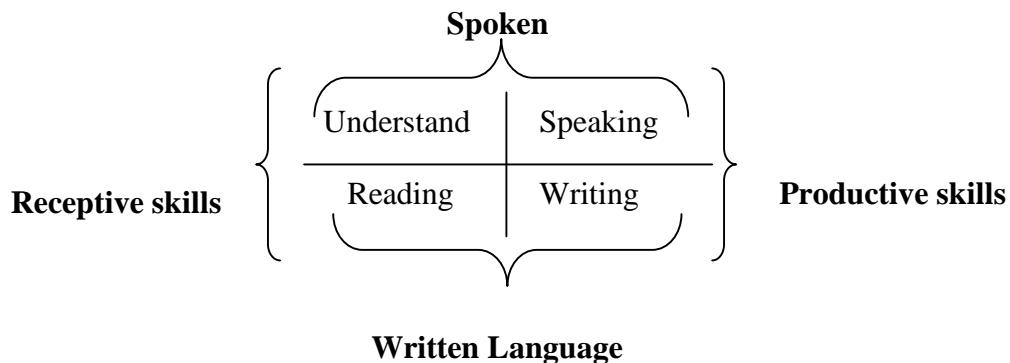 Spoken
Understand Speaking
Reading Writing
Receptive skills Productive skills
Written Language